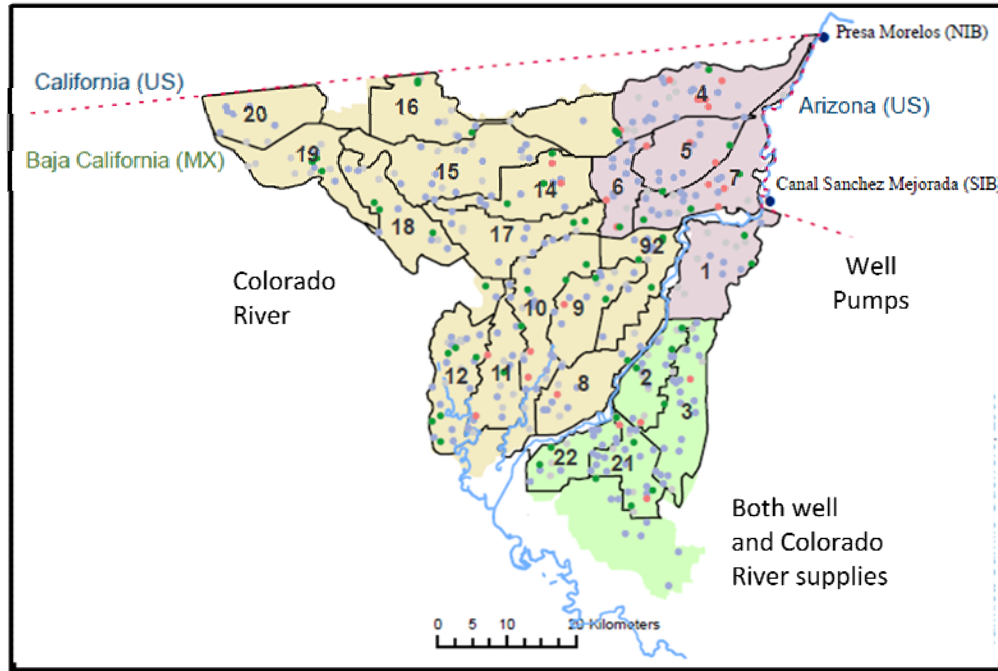 Presa Morelos (NIB)
California (US)
Arizona (US)
Baja California (MX)
Canal Sanchez Mejorada (SIB)
20
16
4
19
15
14
5
6
7
18
17
92
1
Colorado
River
Well
Pumps
10
9
12
11
8
2
3
22
21
Both well
and Colorado
River supplies
0 5 10 20 Kilometers